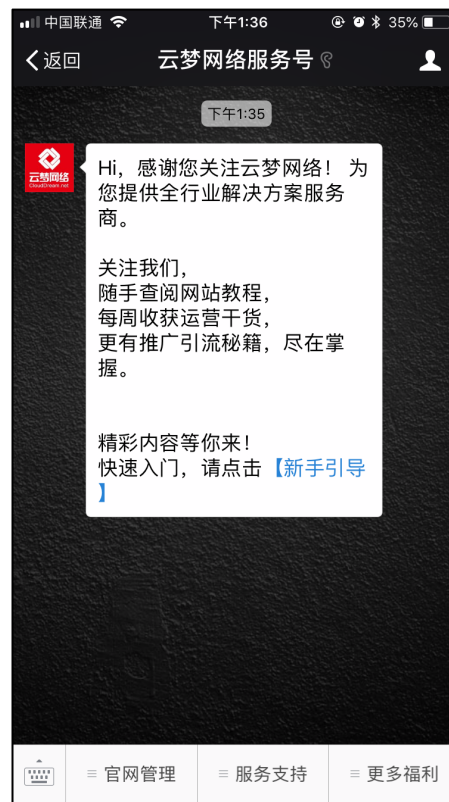 中国联通 下午1:36 35%
返回 云梦网络服务号
下午1:35
云梦网络
CloudDream.net
Hi，感谢您关注云梦网络！为
您提供全行业解决方案服务
商。
关注我们，
随手查阅网站教程，
每周收获运营干货，
更有推广引流秘籍，尽在掌
握。
精彩内容等你来！
快速入门，请点击【新手引导
】
官网管理 服务支持 更多福利